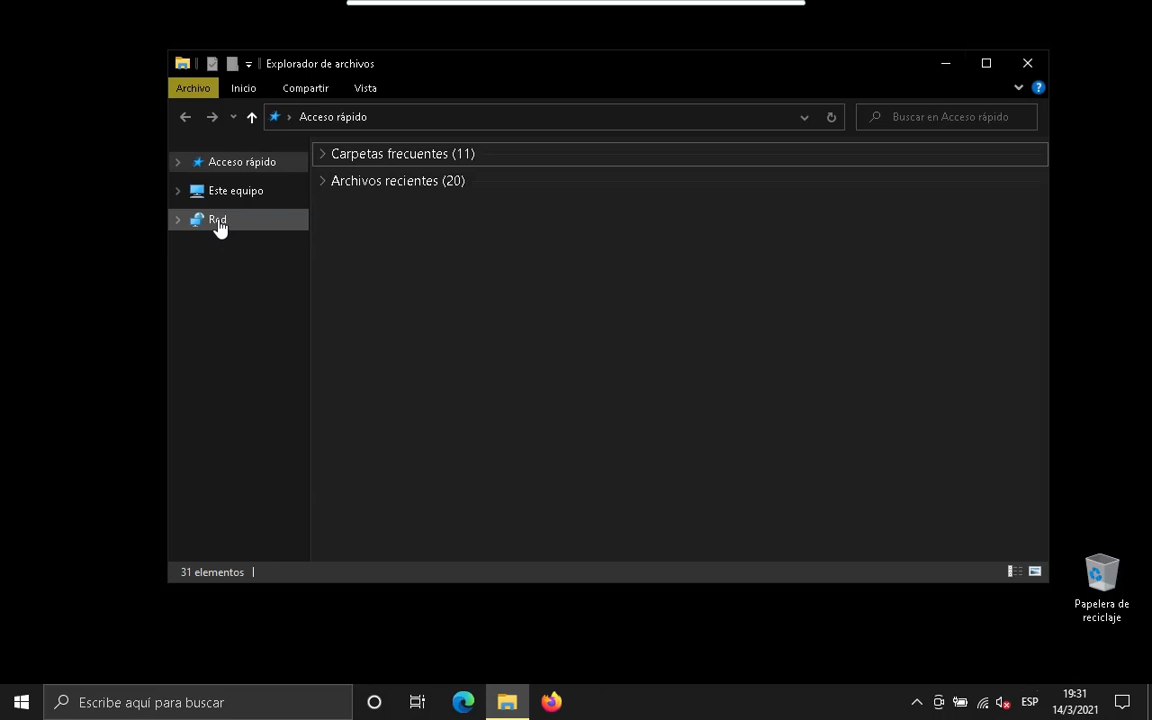 Explorador de archivos
Archivo Inicio Compartir Vista
Acceso rápido Buscar en Acceso rápido
Acceso rápido
Este equipo
Red
Carpetas frecuentes (11)
Archivos recientes (20)
31 elementos
Papelera de
reciclaje
Escribe aquí para buscar
ESP
19:31
14/3/2021